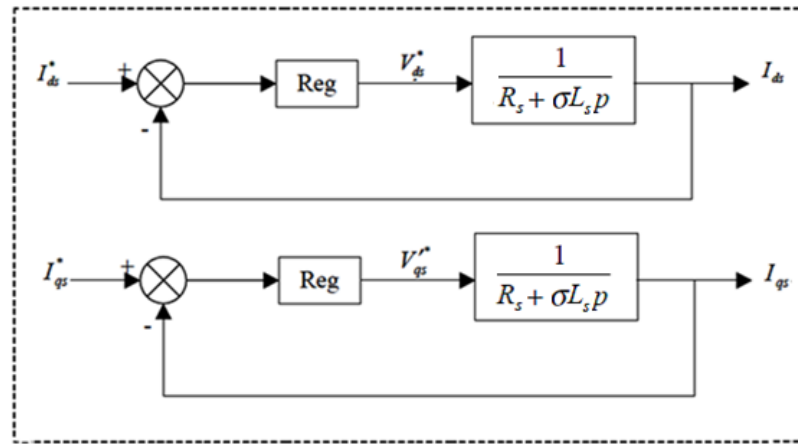 I*ds + - Reg V*ds 1 / (Rs + σLsp) Ids
I*qs + - Reg V'*qs 1 / (Rs + σLsp) Iqs